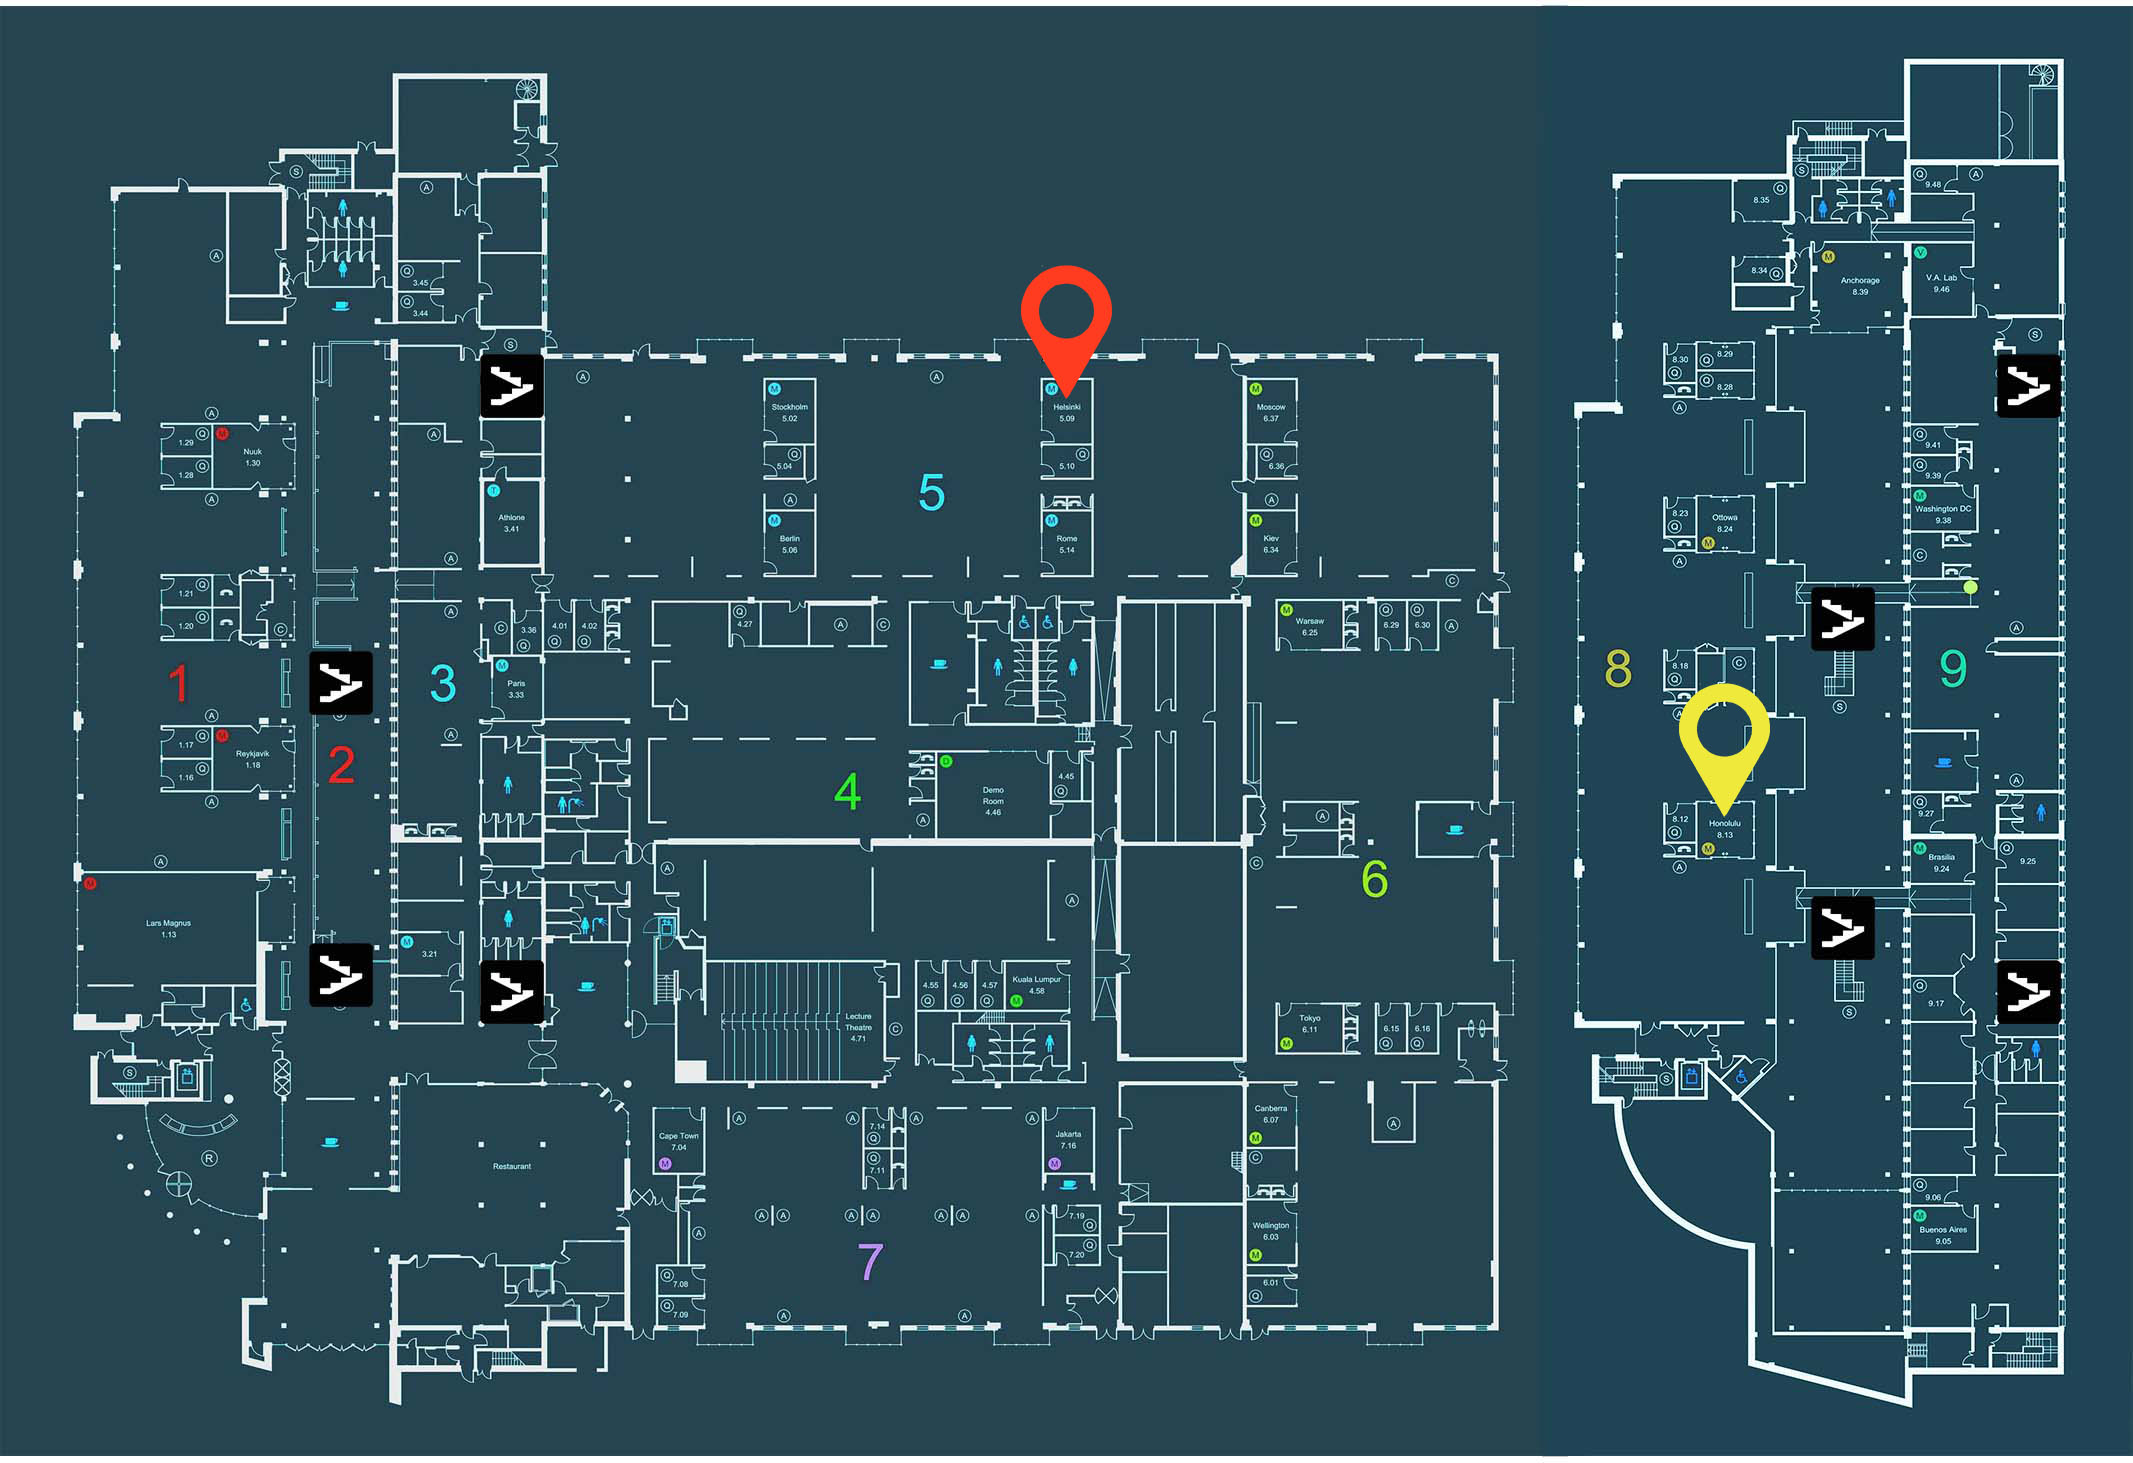 S
A
A
Q
3.45
Q
3.44
S
A
A
M
Stockholm
5.02
M
Helsinki
5.09
M
Moscow
6.37
A
A
1.29
Q
M
Nuuk
1.30
1.28
Q
A
5.04
Q
A
5.10
Q
Q
6.36
A
T
Athlone
3.41
5
M
Berlin
5.06
M
Rome
5.14
M
Kiev
6.34
A
C
1.21
Q
1.20
Q
C
A
C
3.36
Q
4.01
Q
4.02
Q
Q
4.27
A
C
M
Warsaw
6.25
Q
6.29
Q
6.30
A
M
Paris
3.33
1
3
A
A
1.17
Q
M
Reykjavik
1.18
1.16
Q
A
2
4
D
Demo
Room
4.46
4.45
Q
A
A
A
M
A
A
C
6
Lars Magnus
1.13
M
3.21
4.55
Q
4.56
Q
4.57
Q
Kuala Lumpur
4.58
M
Lecture
Theatre
4.71
C
Tokyo
6.11
M
6.15
Q
6.16
Q
S
R
Restaurant
Cape Town
7.04
M
A
A
7.14
Q
7.11
Q
A
A
Jakarta
7.16
M
Canberra
6.07
M
C
A
A
A
A
A
A
A
A
A
7.19
Q
7.20
Q
Wellington
6.03
M
7
Q
7.08
Q
7.09
6.01
Q
A
A
S
8.35
Q
Q
9.48
A
8.34
Q
M
Anchorage
8.39
V
V.A. Lab
9.46
S
8.30
Q
Q
8.29
Q
8.28
A
Q
9.41
Q
9.39
8.23
Q
Ottowa
8.24
M
A
M
Washington DC
9.38
C
A
8
8.18
Q
C
A
9
S
A
8.12
Q
Honolulu
8.13
M
A
Q
9.27
M
Brasilia
9.24
Q
9.25
Q
9.17
S
S
Q
9.06
M
Buenos Aires
9.05